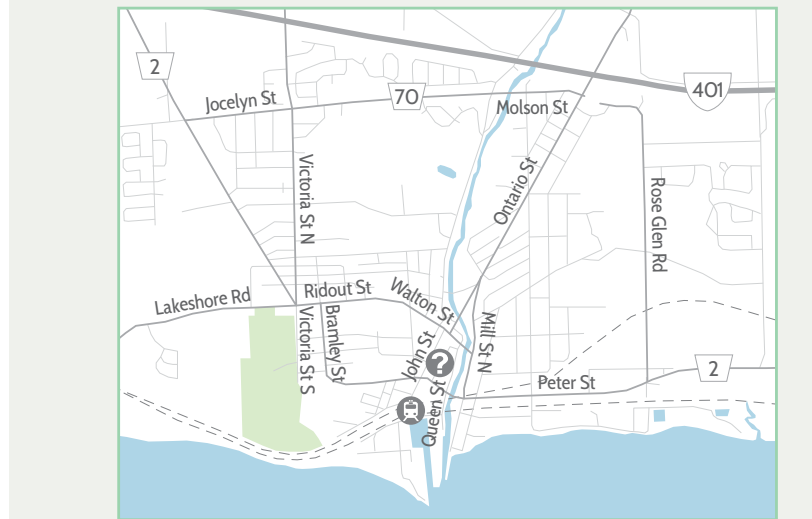 2
401
70
Jocelyn St
Molson St
Victoria St N
Ontario St
Rose Glen Rd
Lakeshore Rd
Ridout St
Walton St
Victoria St S
Bramley St
John St
?
Mill St N
2
Peter St
Queen St